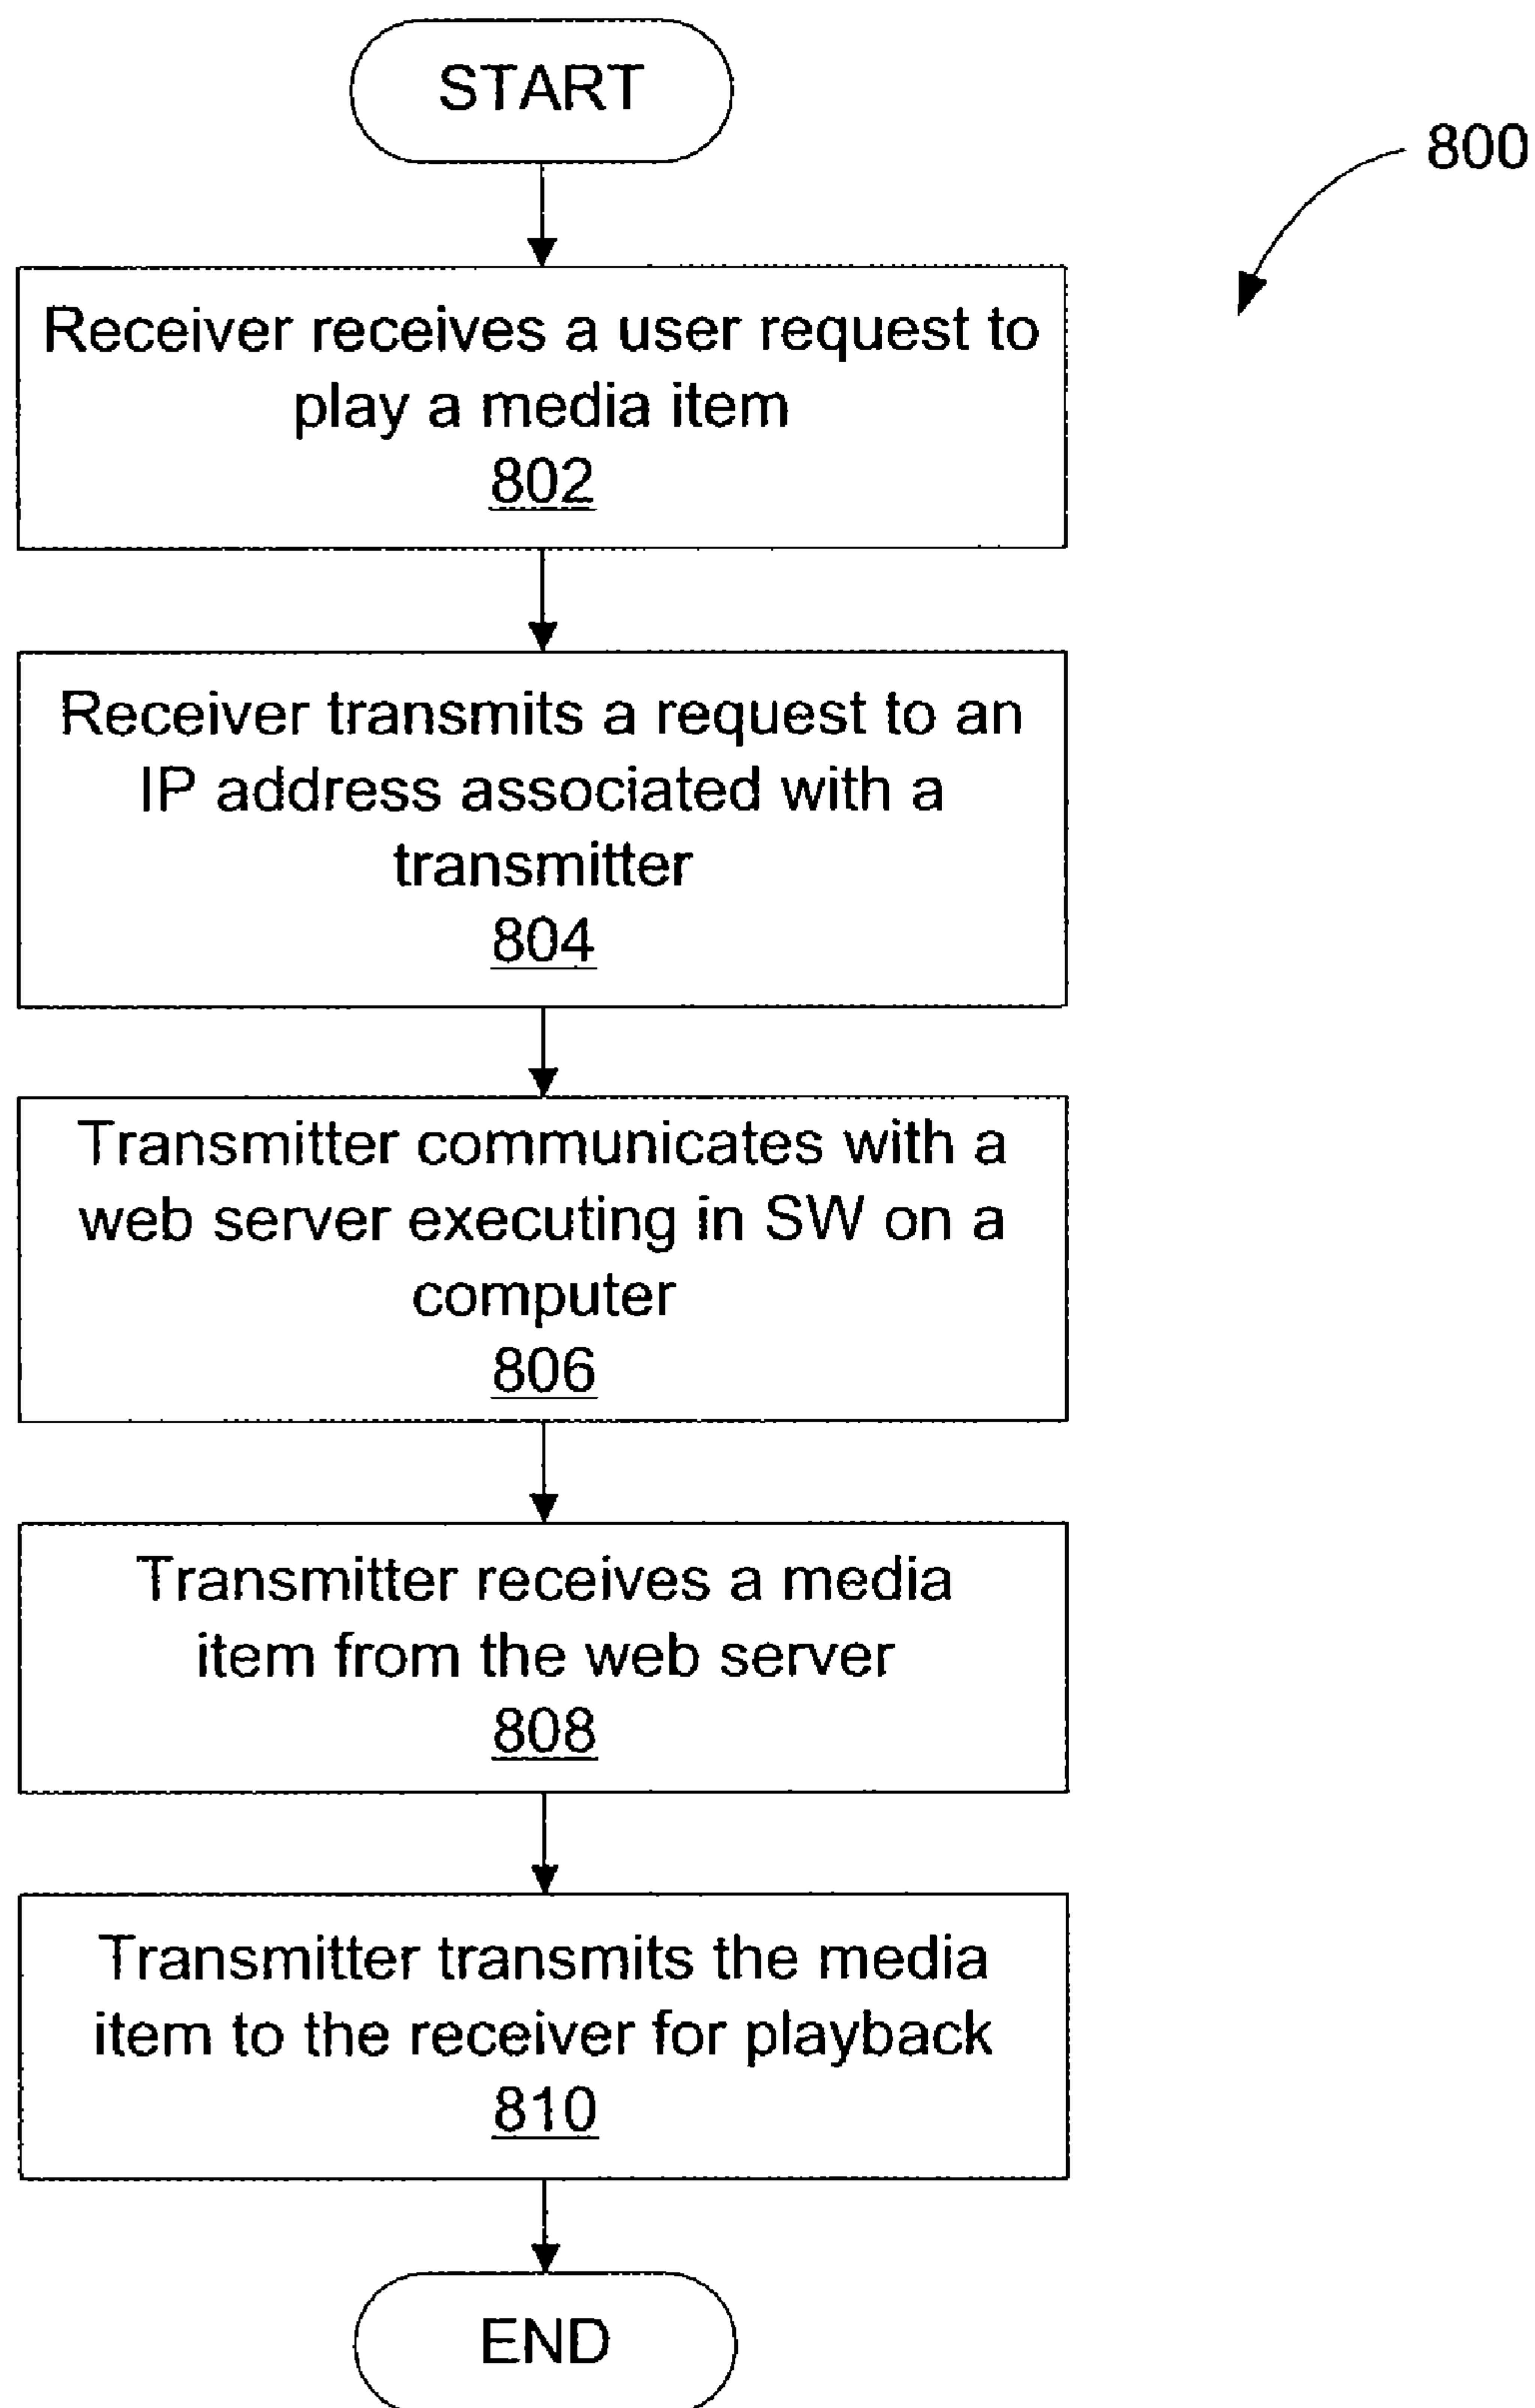 START
800
Receiver receives a user request to
play a media item
802
Receiver transmits a request to an
IP address associated with a
transmitter
804
Transmitter communicates with a
web server executing in SW on a
computer
806
Transmitter receives a media
item from the web server
808
Transmitter transmits the media
item to the receiver for playback
810
END